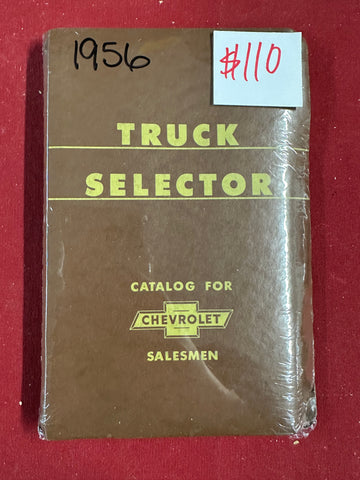 1956
$110
TRUCK
SELECTOR
CATALOG FOR
CHEVROLET
SALESMEN